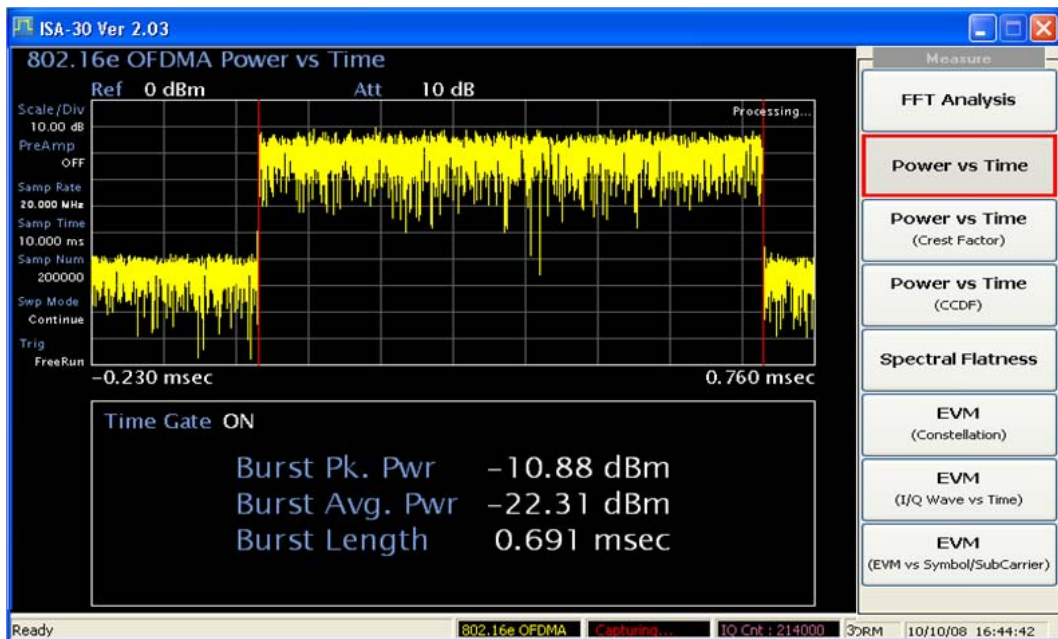 ISA-30 Ver 2.03
802.16e OFDMA Power vs Time
Ref 0 dBm Att 10 dB
Processing...
Scale/Div
10.00 dB
PreAmp
OFF
Samp Rate
20.000 MHz
Samp Time
10.000 ms
Samp Num
200000
Swp Mode
Continue
Trig
FreeRun
-0.230 msec 0.760 msec
Time Gate ON
Burst Pk. Pwr -10.88 dBm
Burst Avg. Pwr -22.31 dBm
Burst Length 0.691 msec
Measure
FFT Analysis
Power vs Time
Power vs Time
(Crest Factor)
Power vs Time
(CCDF)
Spectral Flatness
EVM
(Constellation)
EVM
(I/Q Wave vs Time)
EVM
(EVM vs Symbol/SubCarrier)
Ready 802.16e OFDMA Capturing... IQ Cnt : 214000 10/10/08 16:44:42